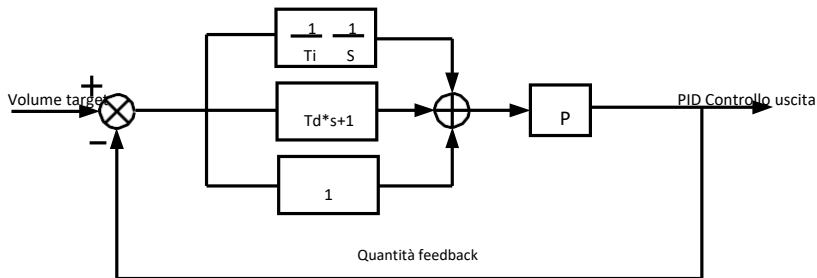 1 1
Ti S
+
Volume target
PID Controllo uscita
Td*s+1
P
−
1
Quantità feedback